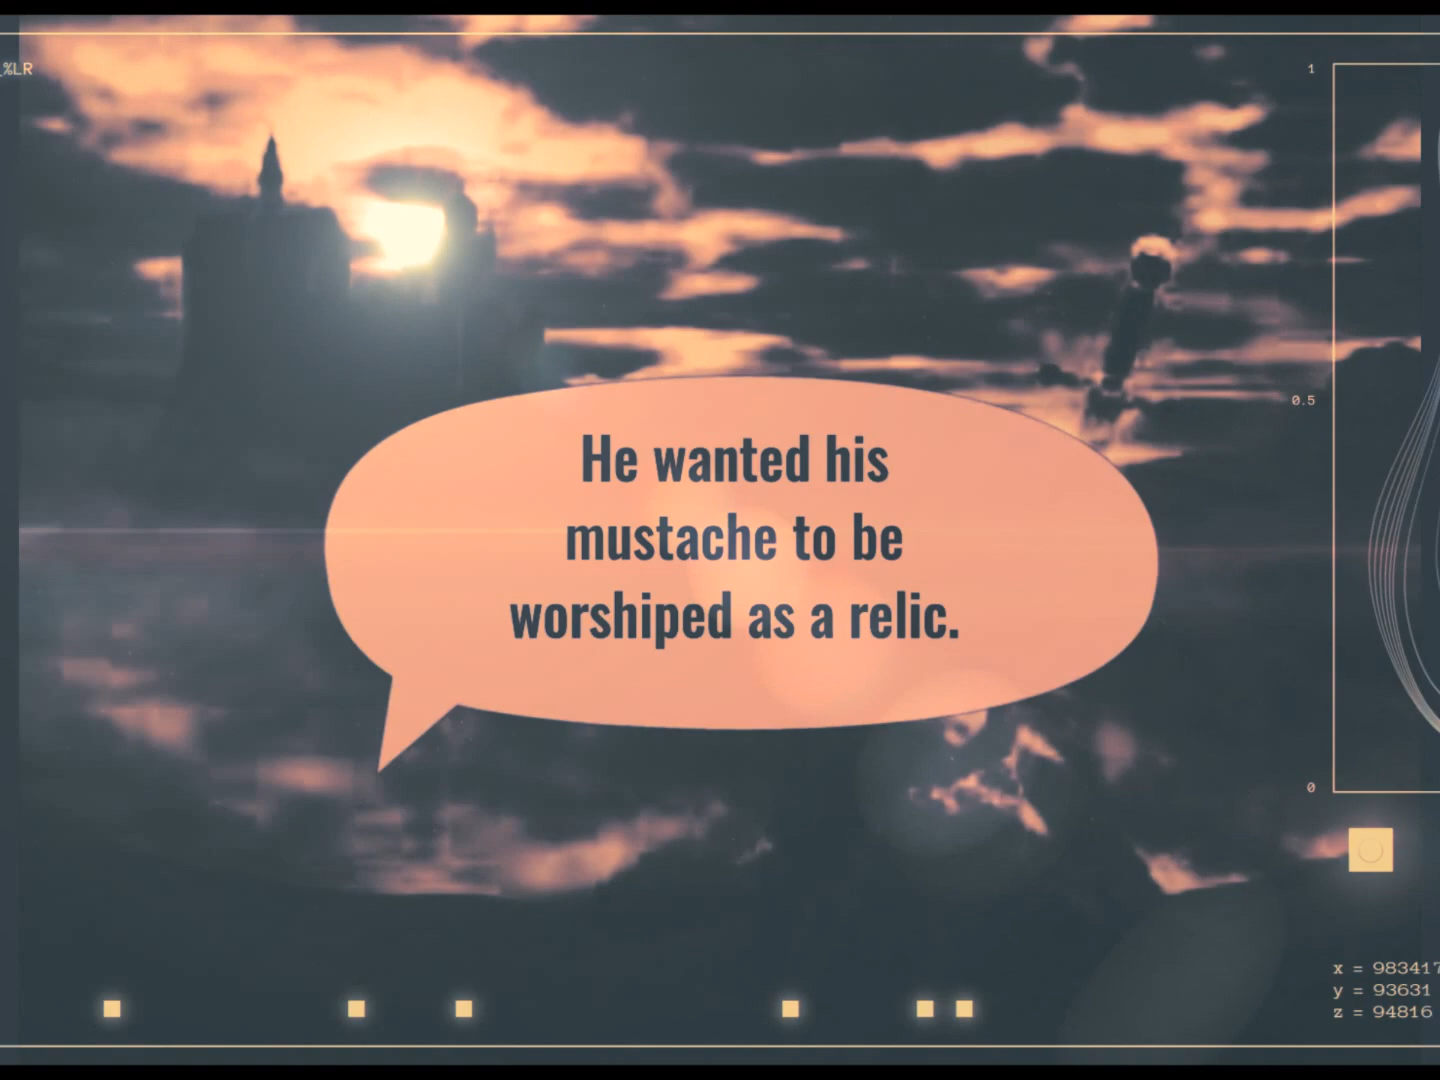 %LR
1
He wanted his
mustache to be
worshiped as a relic.
0.5
0
x = 983417
y = 93631
z = 94816